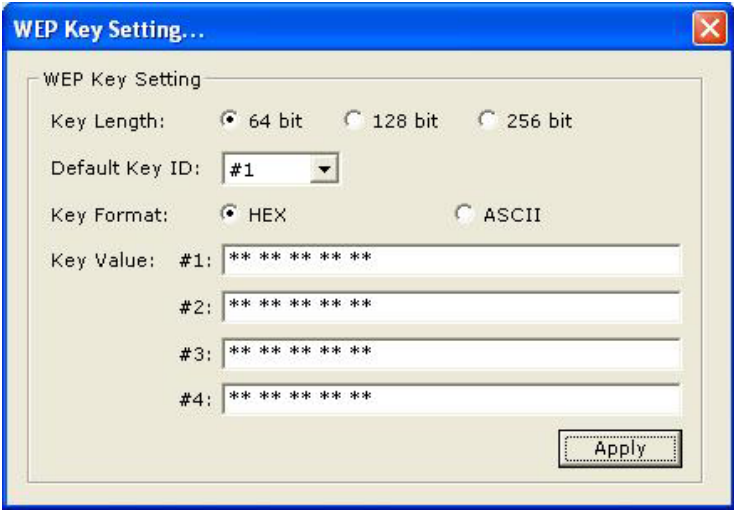 WEP Key Setting...
WEP Key Setting
Key Length: 64 bit 128 bit 256 bit
Default Key ID: #1
Key Format: HEX ASCII
Key Value: #1: ** ** ** ** **
#2: ** ** ** ** **
#3: ** ** ** ** **
#4: ** ** ** ** **
Apply